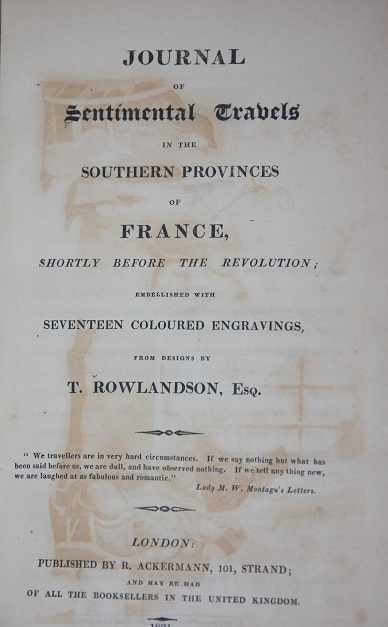 JOURNAL
OF
Sentimental Travels
IN THE
SOUTHERN PROVINCES
OF
FRANCE,
SHORTLY BEFORE THE REVOLUTION;
EMBELLISHED WITH
SEVENTEEN COLOURED ENGRAVINGS,
FROM DESIGNS BY
T. ROWLANDSON, Esq.
" We travellers are in very hard circumstances. If we say nothing but what has
been said before us, we are dull, and have observed nothing. If we tell any thing new,
we are laughed at as fabulous and romantic."
Lady M. W. Montagu's Letters.
LONDON:
PUBLISHED BY R. ACKERMANN, 101, STRAND;
AND MAY BE HAD
OF ALL THE BOOKSELLERS IN THE UNITED KINGDOM.
1821